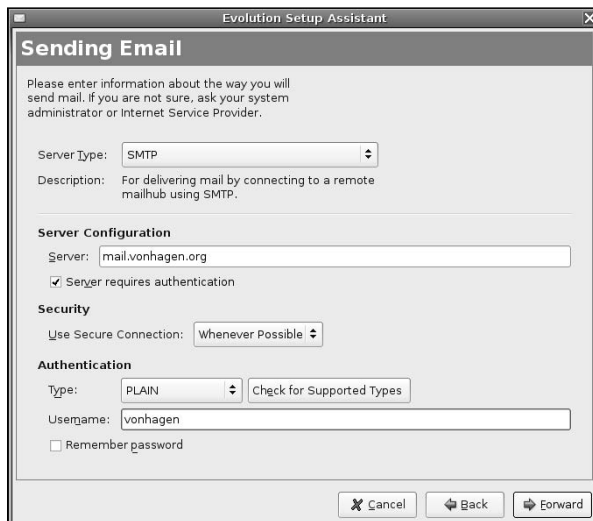 Evolution Setup Assistant
Sending Email
Please enter information about the way you will
send mail. If you are not sure, ask your system
administrator or Internet Service Provider.
Server Type: SMTP
Description: For delivering mail by connecting to a remote
mailhub using SMTP.
Server Configuration
Server: mail.vonhagen.org
Server requires authentication
Security
Use Secure Connection: Whenever Possible
Authentication
Type: PLAIN Check for Supported Types
Username: vonhagen
Remember password
Cancel Back Forward